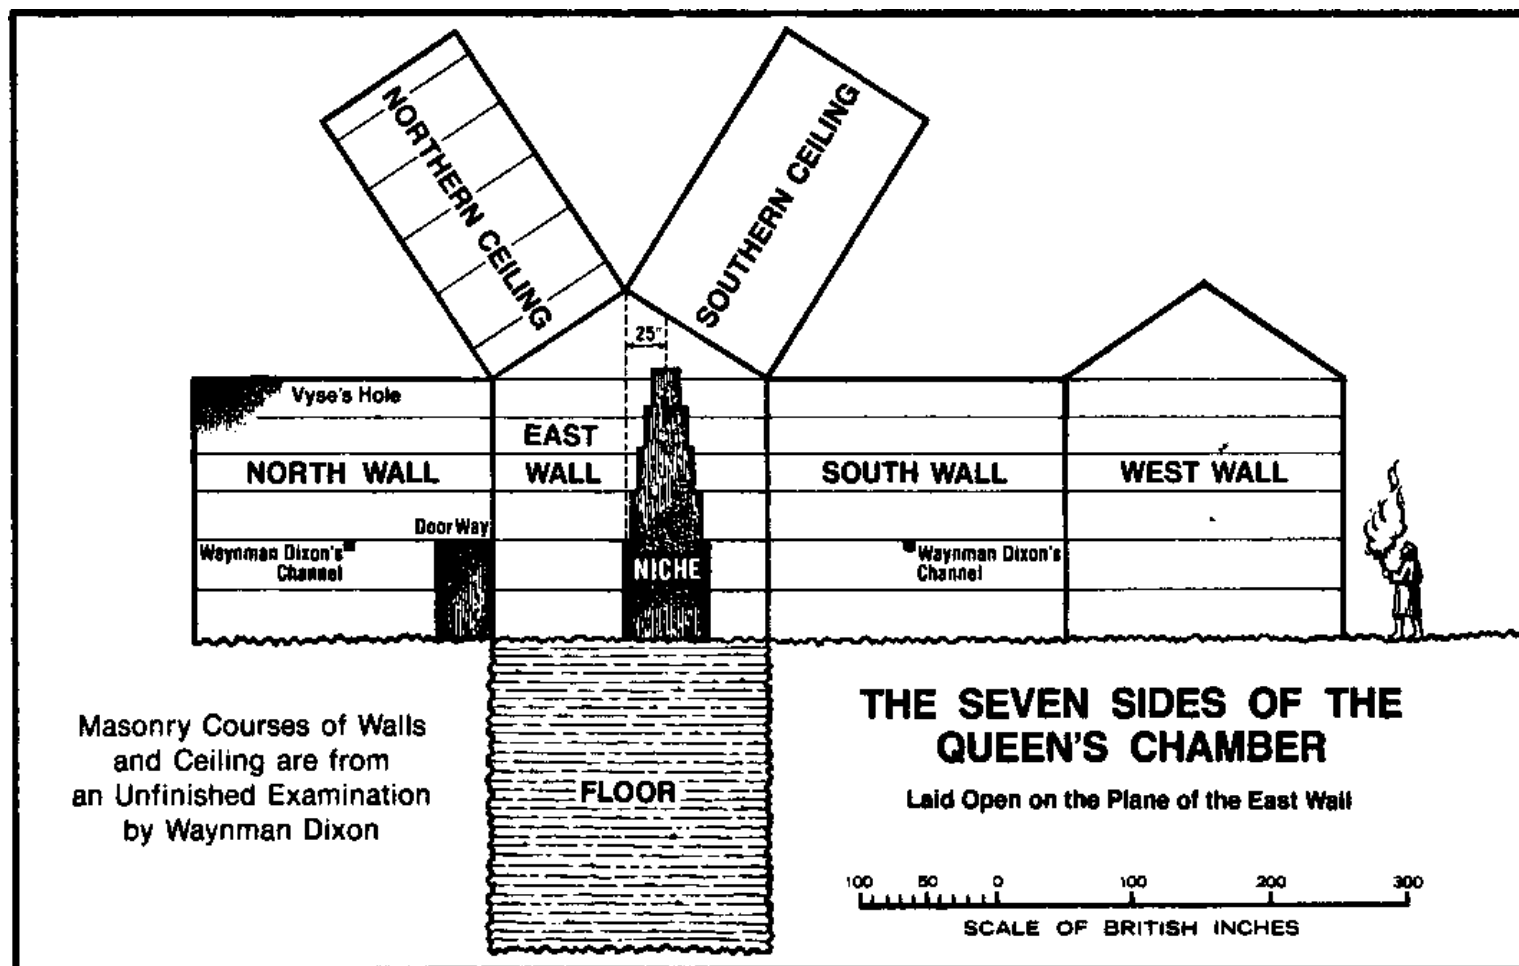 NORTHERN CEILING
SOUTHERN CEILING
25"
Vyse's Hole
EAST
WALL
NORTH WALL
SOUTH WALL
WEST WALL
Door Way
Waynman Dixon's
Channel
NICHE
Waynman Dixon's
Channel
THE SEVEN SIDES OF THE
QUEEN'S CHAMBER
Laid Open on the Plane of the East Wall
Masonry Courses of Walls
and Ceiling are from
an Unfinished Examination
by Waynman Dixon
FLOOR
100 50 0 100 200 300
SCALE OF BRITISH INCHES